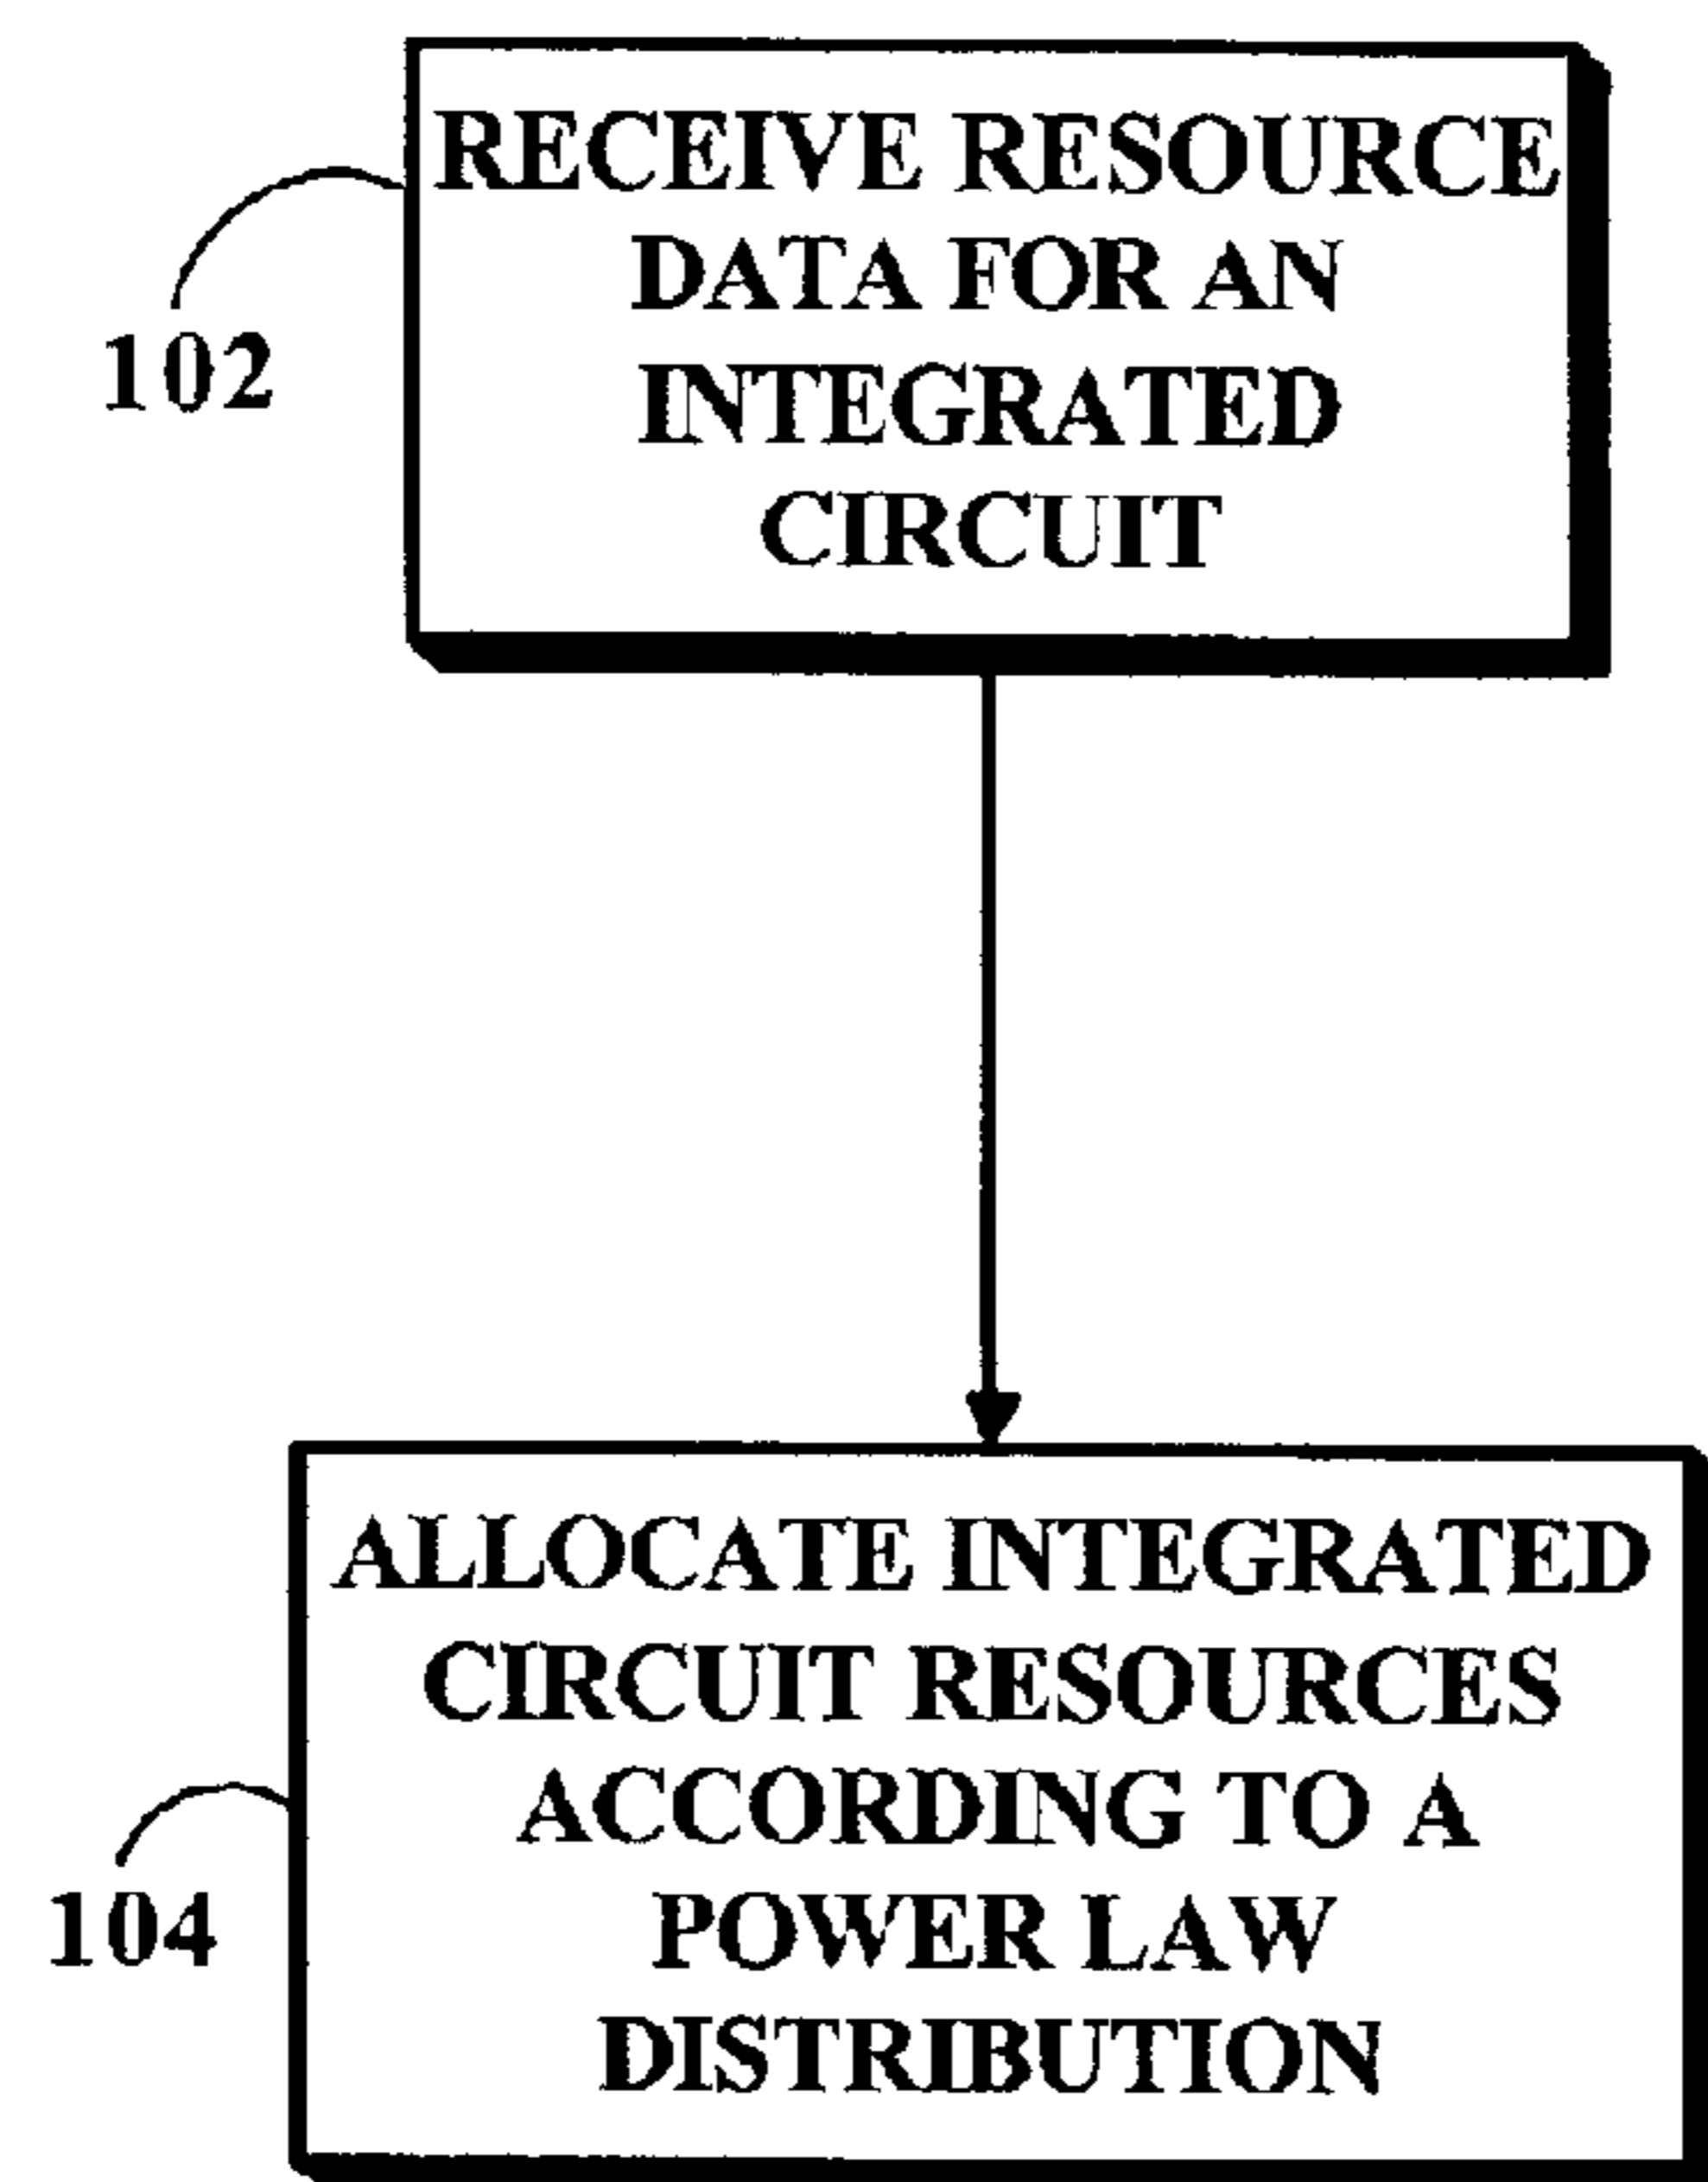 RECEIVE RESOURCE
DATA FOR AN
INTEGRATED
CIRCUIT
102
ALLOCATE INTEGRATED
CIRCUIT RESOURCES
ACCORDING TO A
POWER LAW
DISTRIBUTION
104